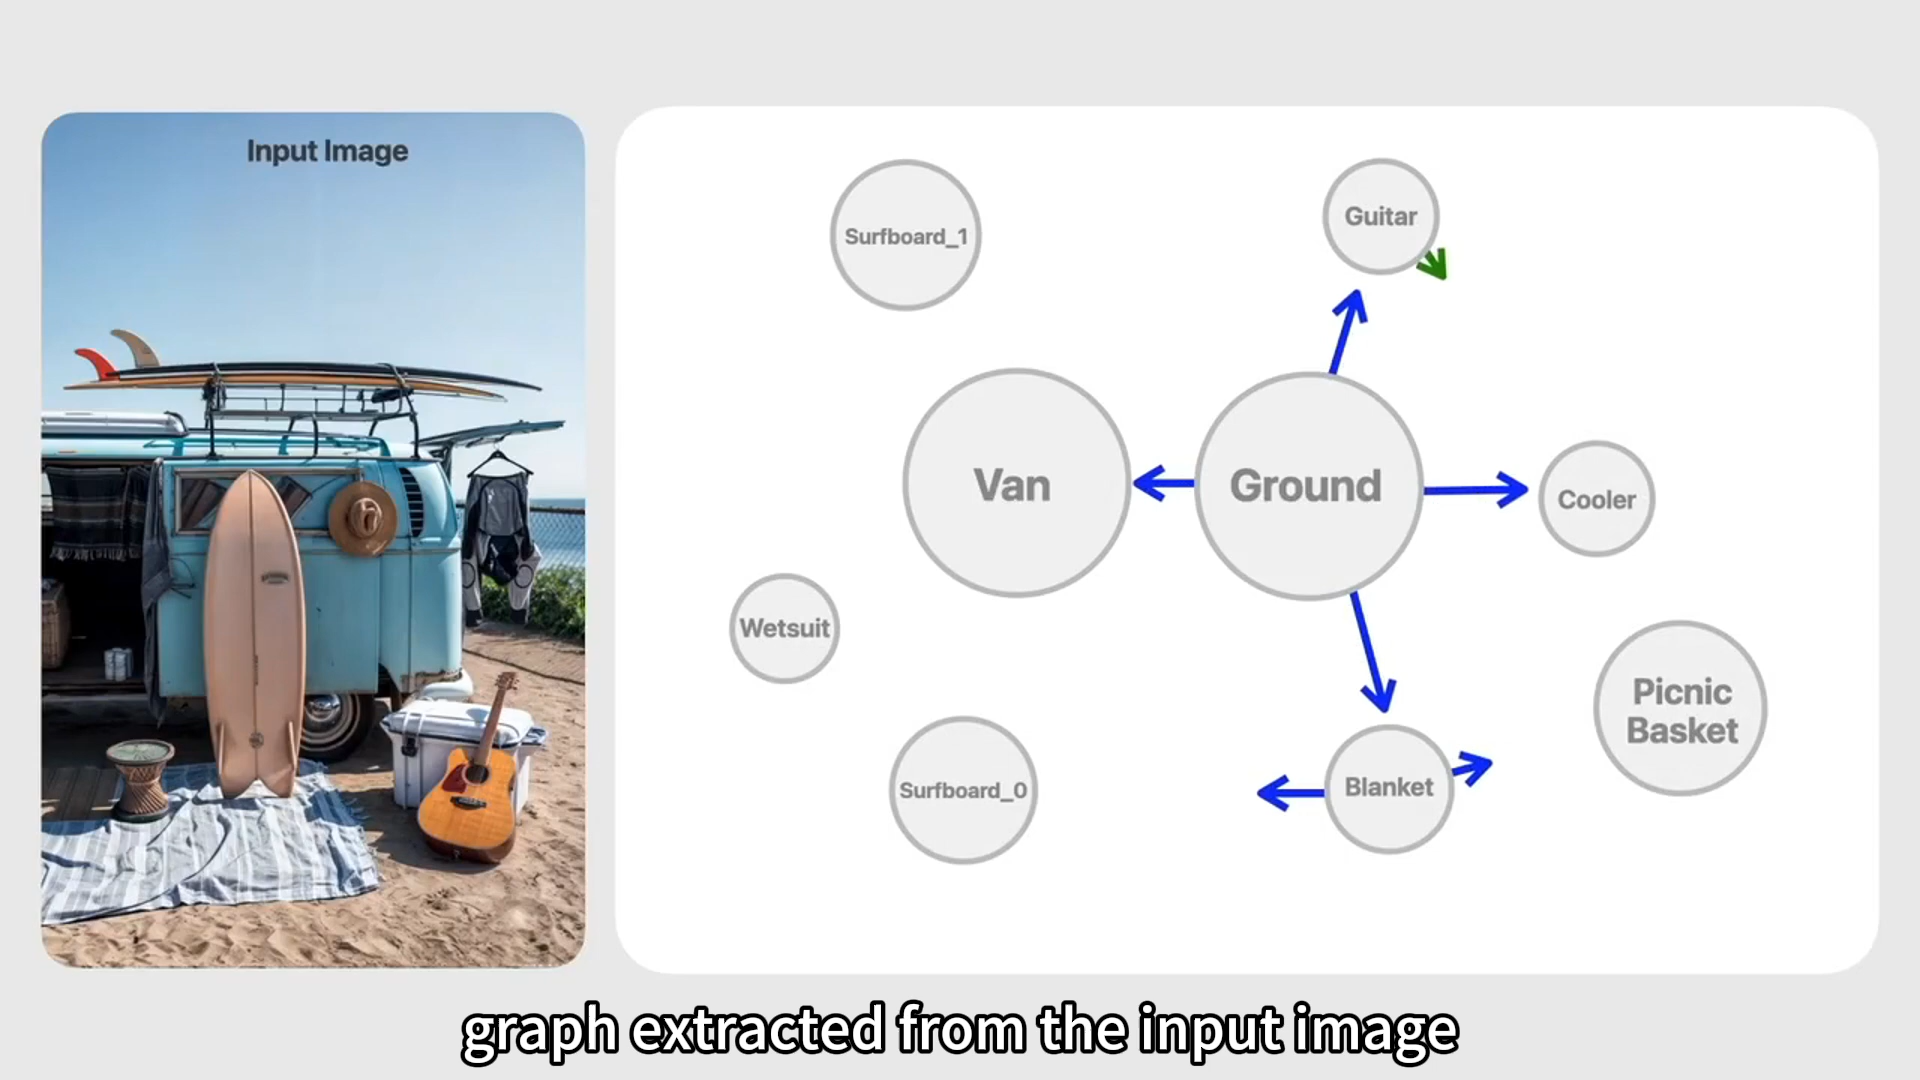 Input Image
Surfboard_1
Guitar
Van
Ground
Cooler
Wetsuit
Picnic
Basket
Surfboard_0
Blanket
graph extracted from the input image